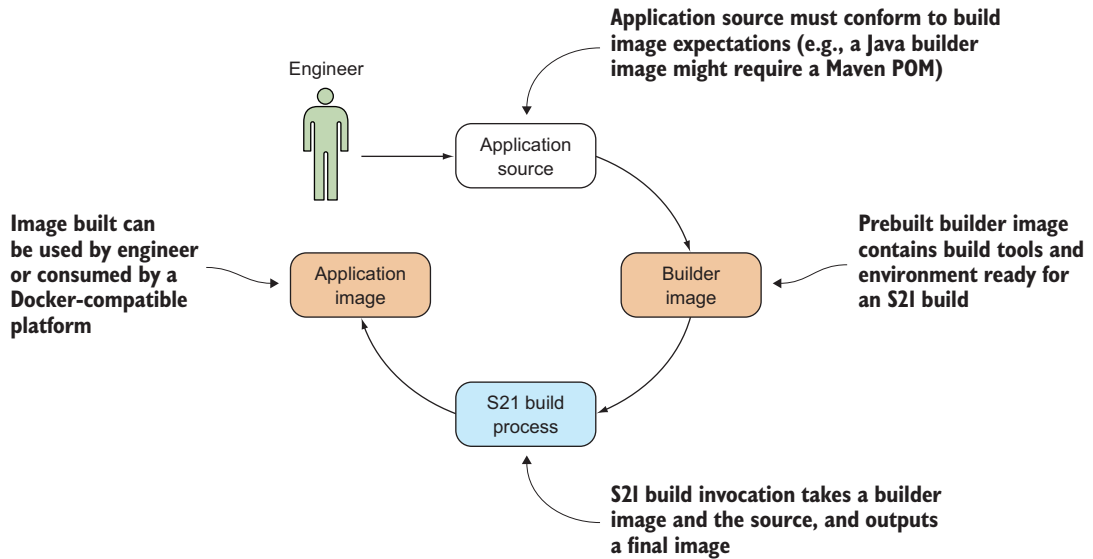 Application source must conform to build
image expectations (e.g., a Java builder
image might require a Maven POM)
Engineer
Application
source
Image built can
be used by engineer
or consumed by a
Docker-compatible
platform
Application
image
Builder
image
Prebuilt builder image
contains build tools and
environment ready for
an S2I build
S21 build
process
S2I build invocation takes a builder
image and the source, and outputs
a final image